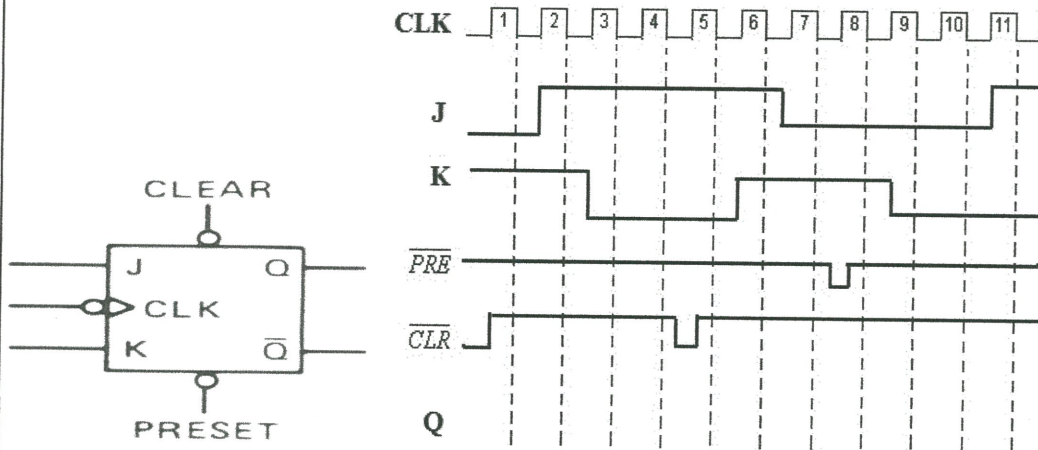 CLK 1 2 3 4 5 6 7 8 9 10 11
J
K
CLEAR
J Q
PRE
CLK
CLR
K Q
Q
PRESET